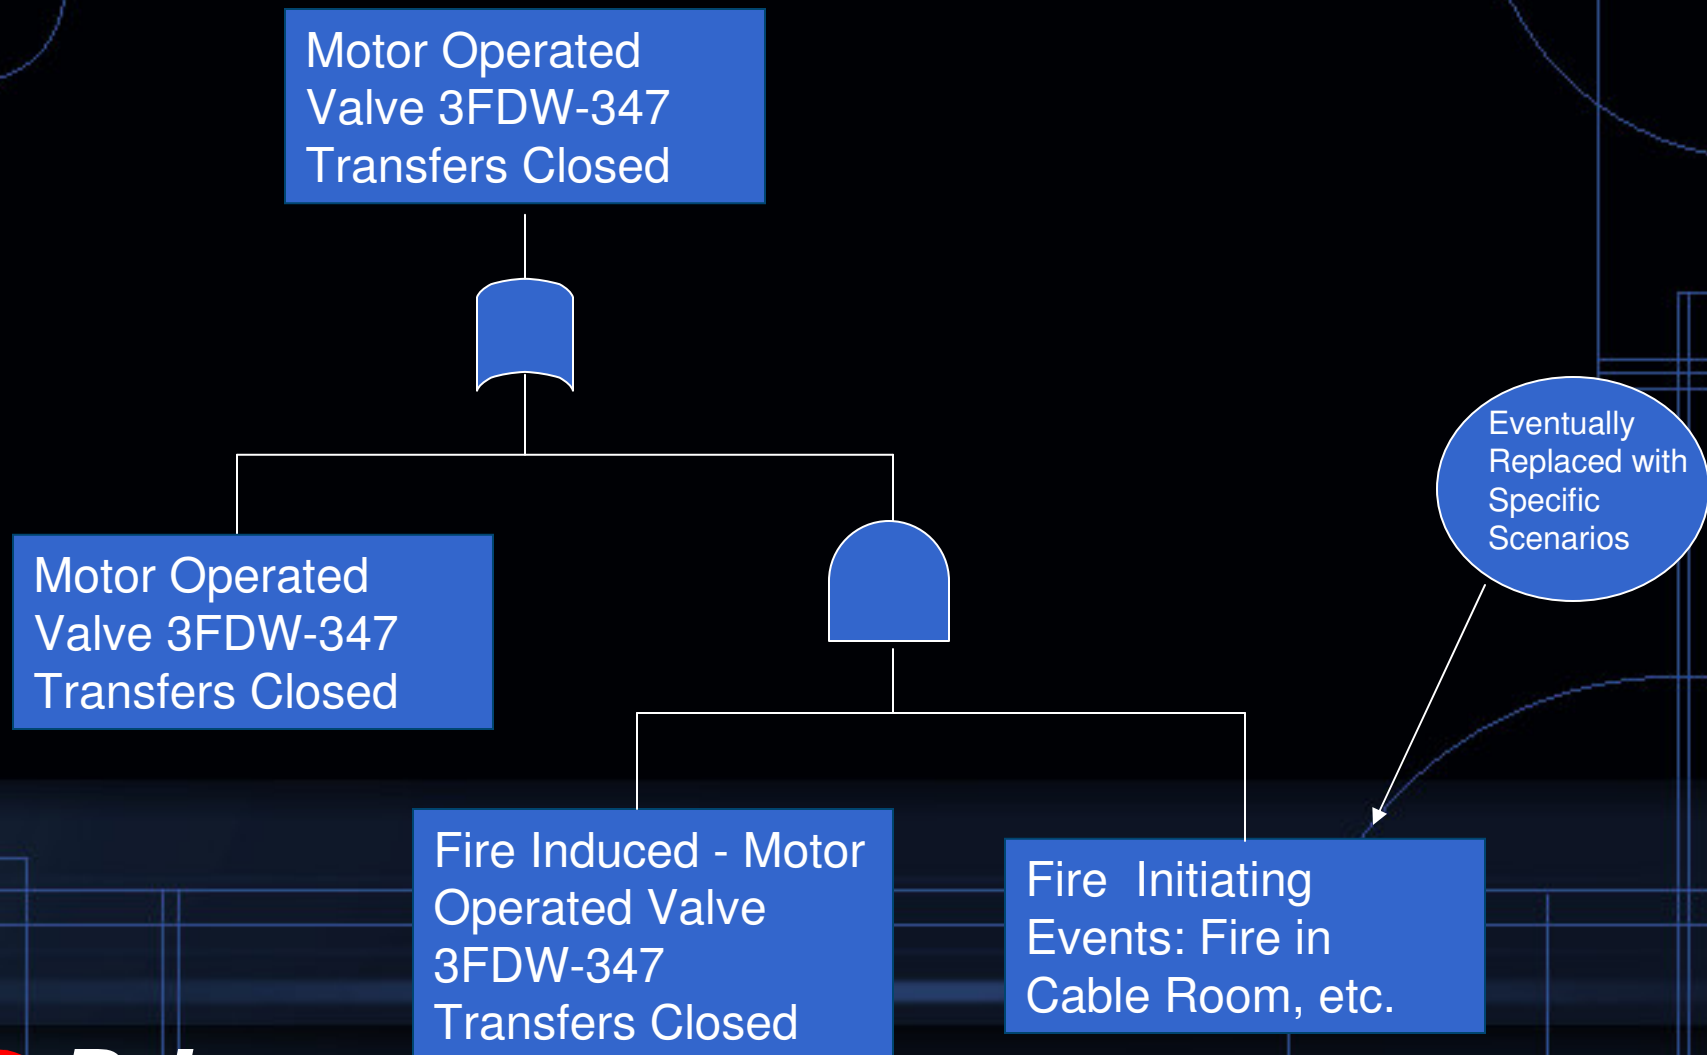 Motor Operated
Valve 3FDW-347
Transfers Closed
Eventually
Replaced with
Specific
Scenarios
Motor Operated
Valve 3FDW-347
Transfers Closed
Fire Induced - Motor
Operated Valve
3FDW-347
Transfers Closed
Fire Initiating
Events: Fire in
Cable Room, etc.